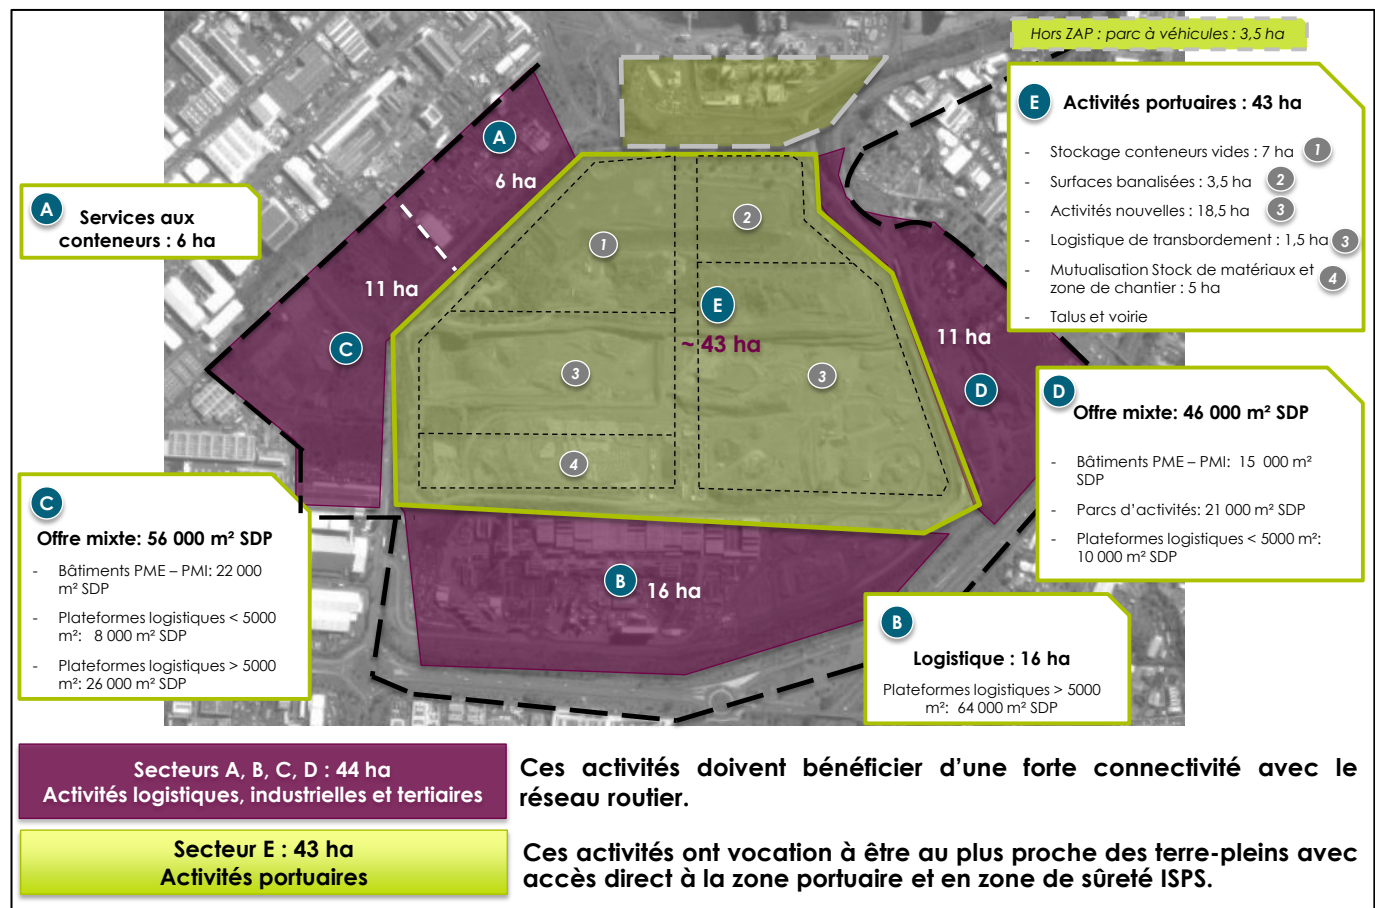 Hors ZAP : parc à véhicules : 3,5 ha
E
Activités portuaires : 43 ha
- Stockage conteneurs vides : 7 ha 1
- Surfaces banalisées : 3,5 ha 2
- Activités nouvelles : 18,5 ha 3
- Logistique de transbordement : 1,5 ha 3
- Mutualisation Stock de matériaux et
zone de chantier : 5 ha 4
- Talus et voirie
A
Services aux
conteneurs : 6 ha
A
6 ha
11 ha
C
1
2
E
~ 43 ha
3
3
4
11 ha
D
B
16 ha
D
Offre mixte: 46 000 m² SDP
- Bâtiments PME – PMI: 15 000 m²
SDP
- Parcs d'activités: 21 000 m² SDP
- Plateformes logistiques < 5000 m²:
10 000 m² SDP
C
Offre mixte: 56 000 m² SDP
- Bâtiments PME – PMI: 22 000
m² SDP
- Plateformes logistiques < 5000
m²: 8 000 m² SDP
- Plateformes logistiques > 5000
m²: 26 000 m² SDP
B
Logistique : 16 ha
Plateformes logistiques > 5000
m²: 64 000 m² SDP
Secteurs A, B, C, D : 44 ha
Activités logistiques, industrielles et tertiaires
Ces activités doivent bénéficier d'une forte connectivité avec le
réseau routier.
Secteur E : 43 ha
Activités portuaires
Ces activités ont vocation à être au plus proche des terre-pleins avec
accès direct à la zone portuaire et en zone de sûreté ISPS.